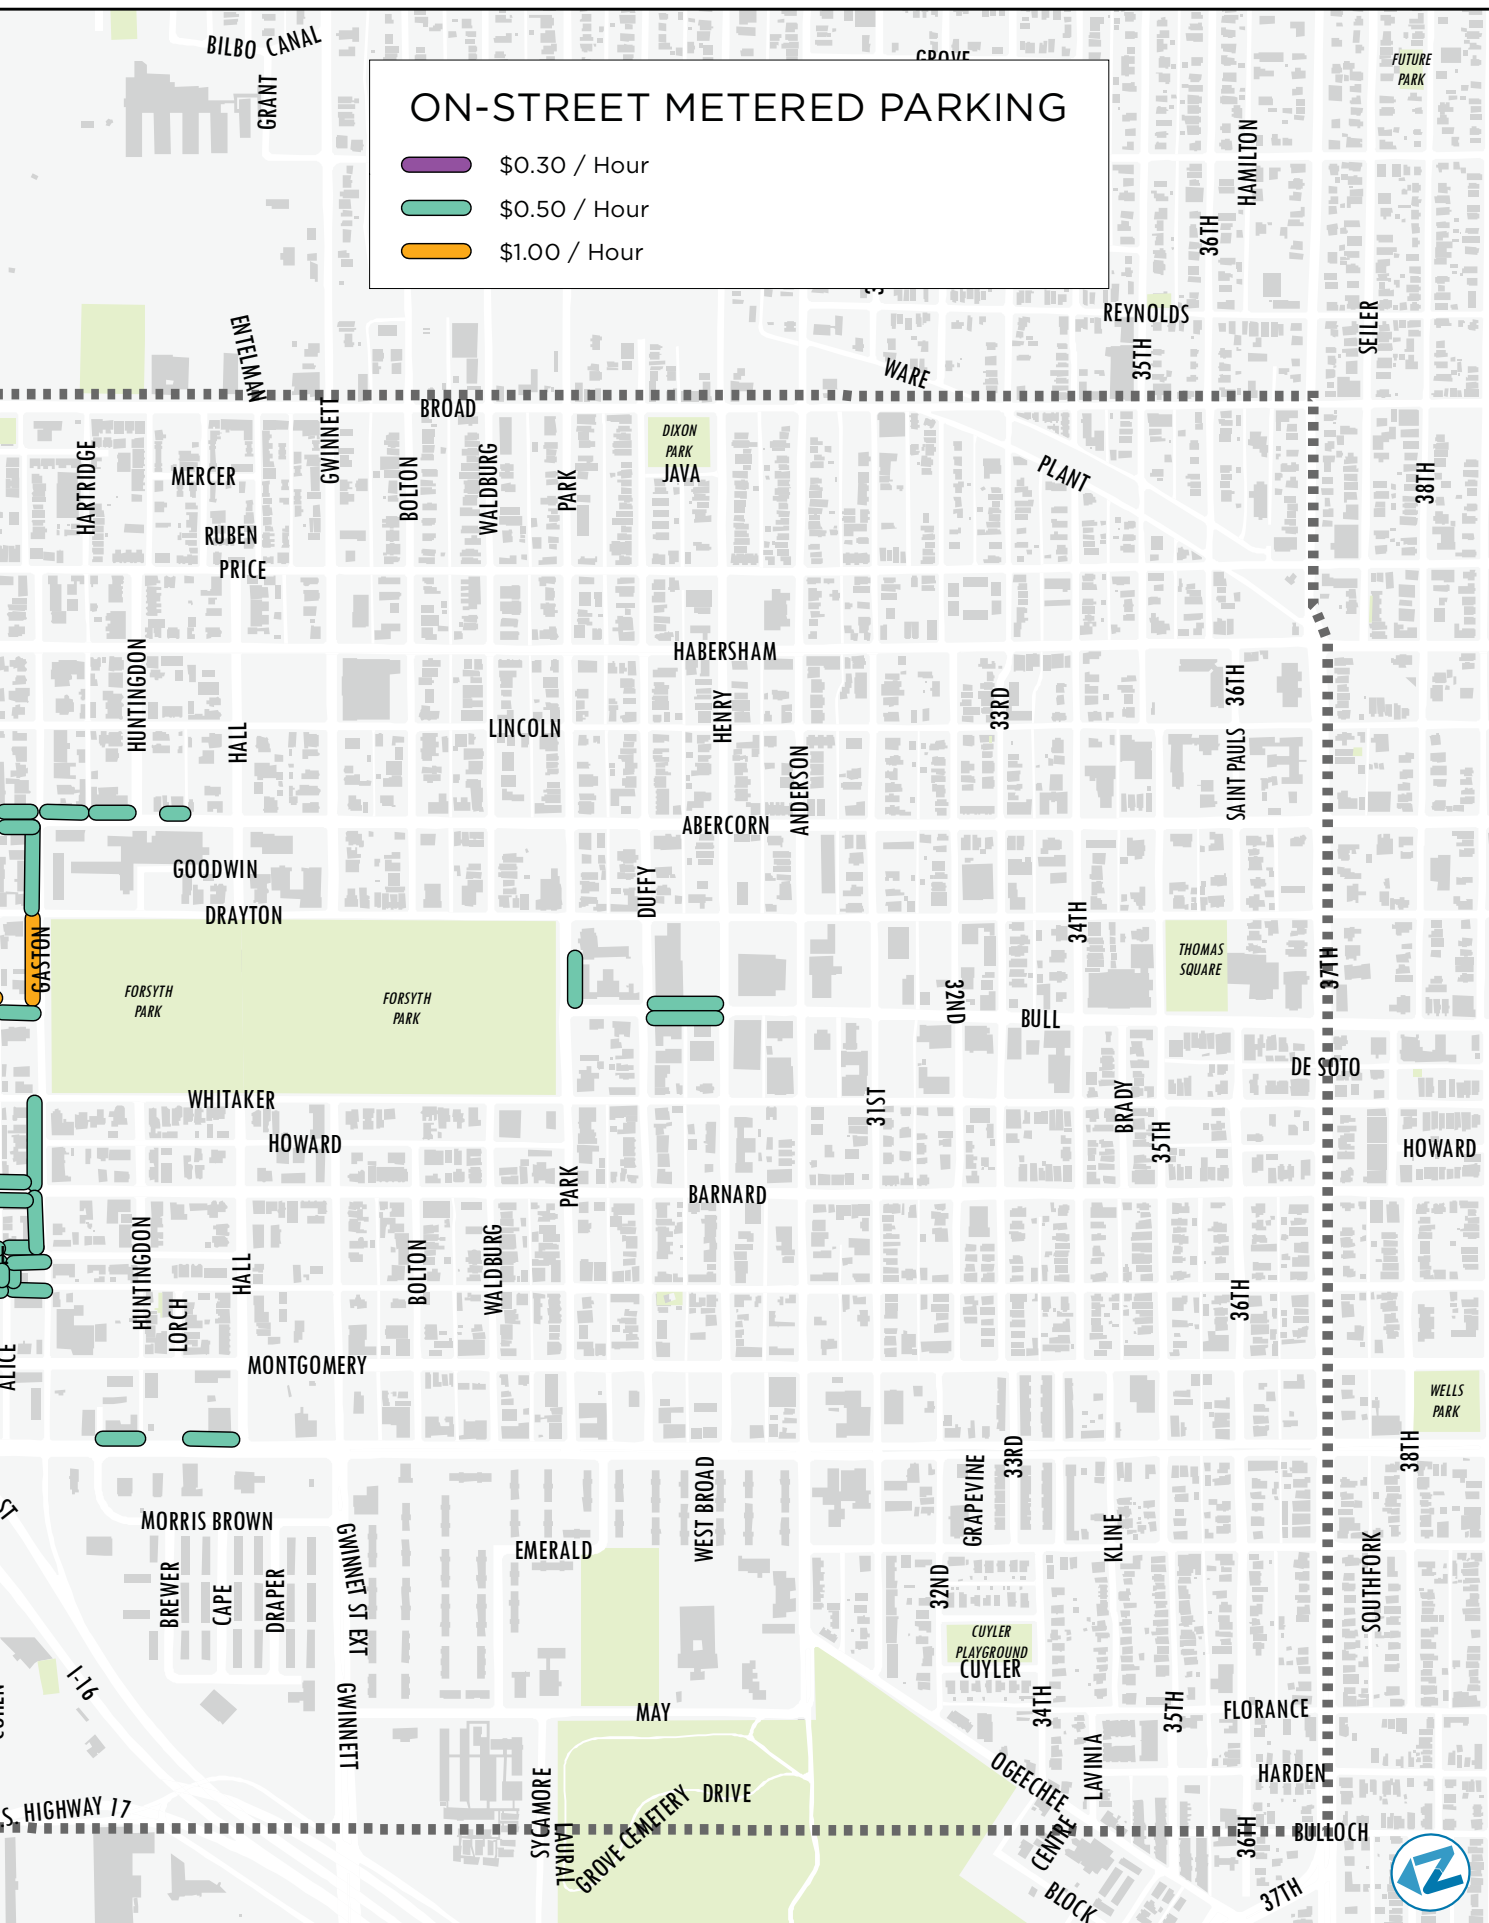 BILBO CANAL
GRANT
GROVE
FUTURE
PARK
ON-STREET METERED PARKING
$0.30 / Hour
$0.50 / Hour
$1.00 / Hour
HAMILTON
36TH
REYNOLDS
35TH
SEILER
ENTELMAN
WARE
BROAD
GWINNETT
DIXON
PARK
JAVA
HARTRIDGE
MERCER
BOLTON
WALDBURG
PARK
PLANT
38TH
RUBEN
PRICE
HABERSHAM
HUNTINGDON
HALL
LINCOLN
HENRY
33RD
36TH
ANDERSON
SAINT PAULS
ABERCORN
GOODWIN
DUFFY
DRAYTON
34TH
GASTON
THOMAS
SQUARE
37TH
FORSYTH
PARK
FORSYTH
PARK
32ND
BULL
DE SOTO
WHITAKER
31ST
BRADY
35TH
HOWARD
HOWARD
PARK
BARNARD
HUNTINGDON
LORCH
HALL
BOLTON
WALDBURG
36TH
ALICE
MONTGOMERY
WELLS
PARK
38TH
33RD
GRAPEVINE
WEST BROAD
ST
MORRIS BROWN
GWINNET ST EXT
EMERALD
KLINE
SOUTHFORK
BREWER
CAPE
DRAPER
32ND
CUYLER
PLAYGROUND
CUYLER
I-16
GWINNETT
MAY
34TH
35TH
FLORANCE
LAVINIA
OGEECHEE
HARDEN
S. HIGHWAY 17
SYCAMORE
LAURAL
GROVE CEMETERY
DRIVE
CENTRE
36TH
BULLOCH
BLOCK
37TH
Z